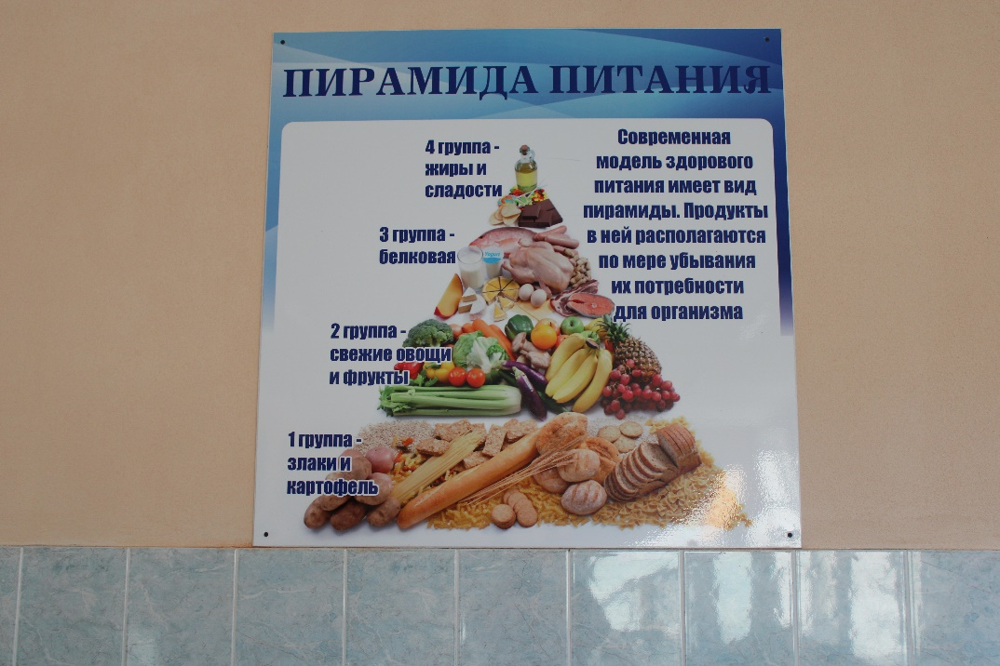 ПИРАМИДА ПИТАНИЯ
4 группа -
жиры и
сладости
Современная
модель здорового
питания имеет вид
пирамиды. Продукты
в ней располагаются
по мере убывания
их потребности
для организма
3 группа -
белковая
2 группа -
свежие овощи
и фрукты
1 группа -
злаки и
картофель